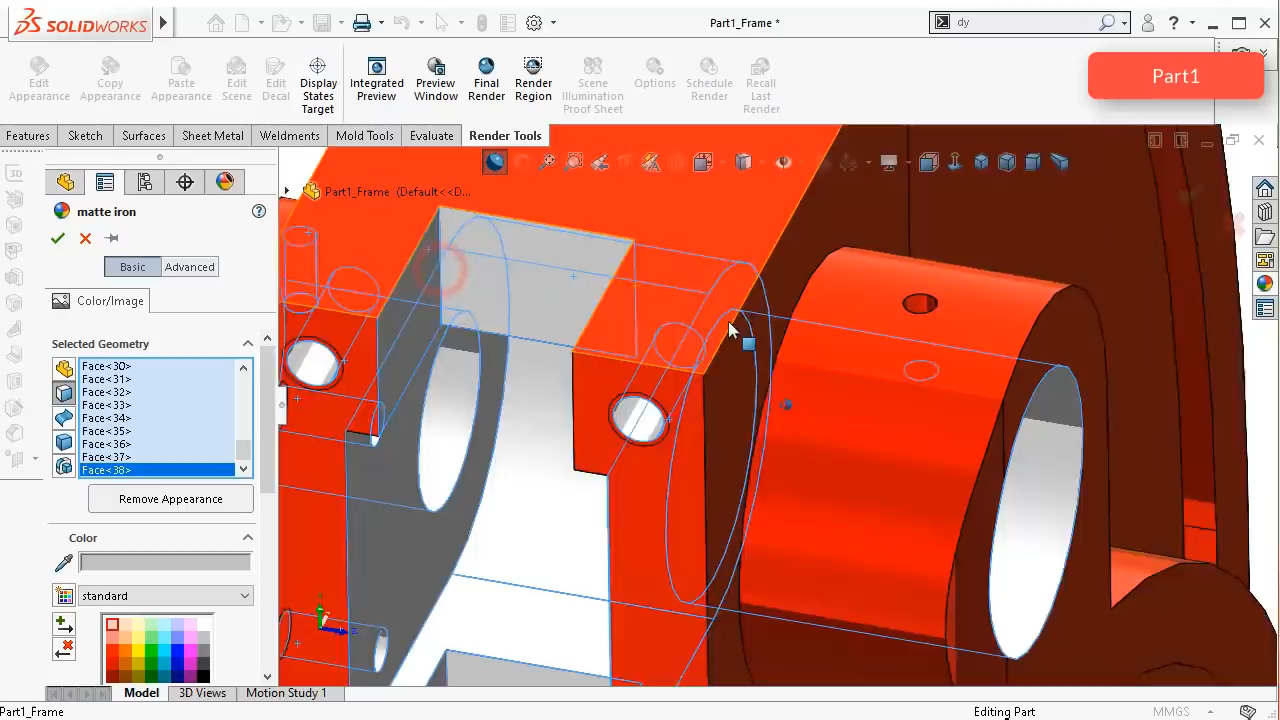 SOLIDWORKS
Part1_Frame *
dy
Edit Appearance
Copy Appearance
Paste Appearance
Edit Scene
Edit Decal
Display States Target
Integrated Preview
Preview Window
Final Render
Render Region
Scene Illumination Proof Sheet
Options
Schedule Render
Recall Last Render
Part1
Features
Sketch
Surfaces
Sheet Metal
Weldments
Mold Tools
Evaluate
Render Tools
Part1_Frame (Default<<D...
matte iron
Basic
Advanced
Color/Image
Selected Geometry
Face<30>
Face<31>
Face<32>
Face<33>
Face<34>
Face<35>
Face<36>
Face<37>
Face<38>
Remove Appearance
Color
standard
Model
3D Views
Motion Study 1
Part1_Frame
Editing Part
MMGS